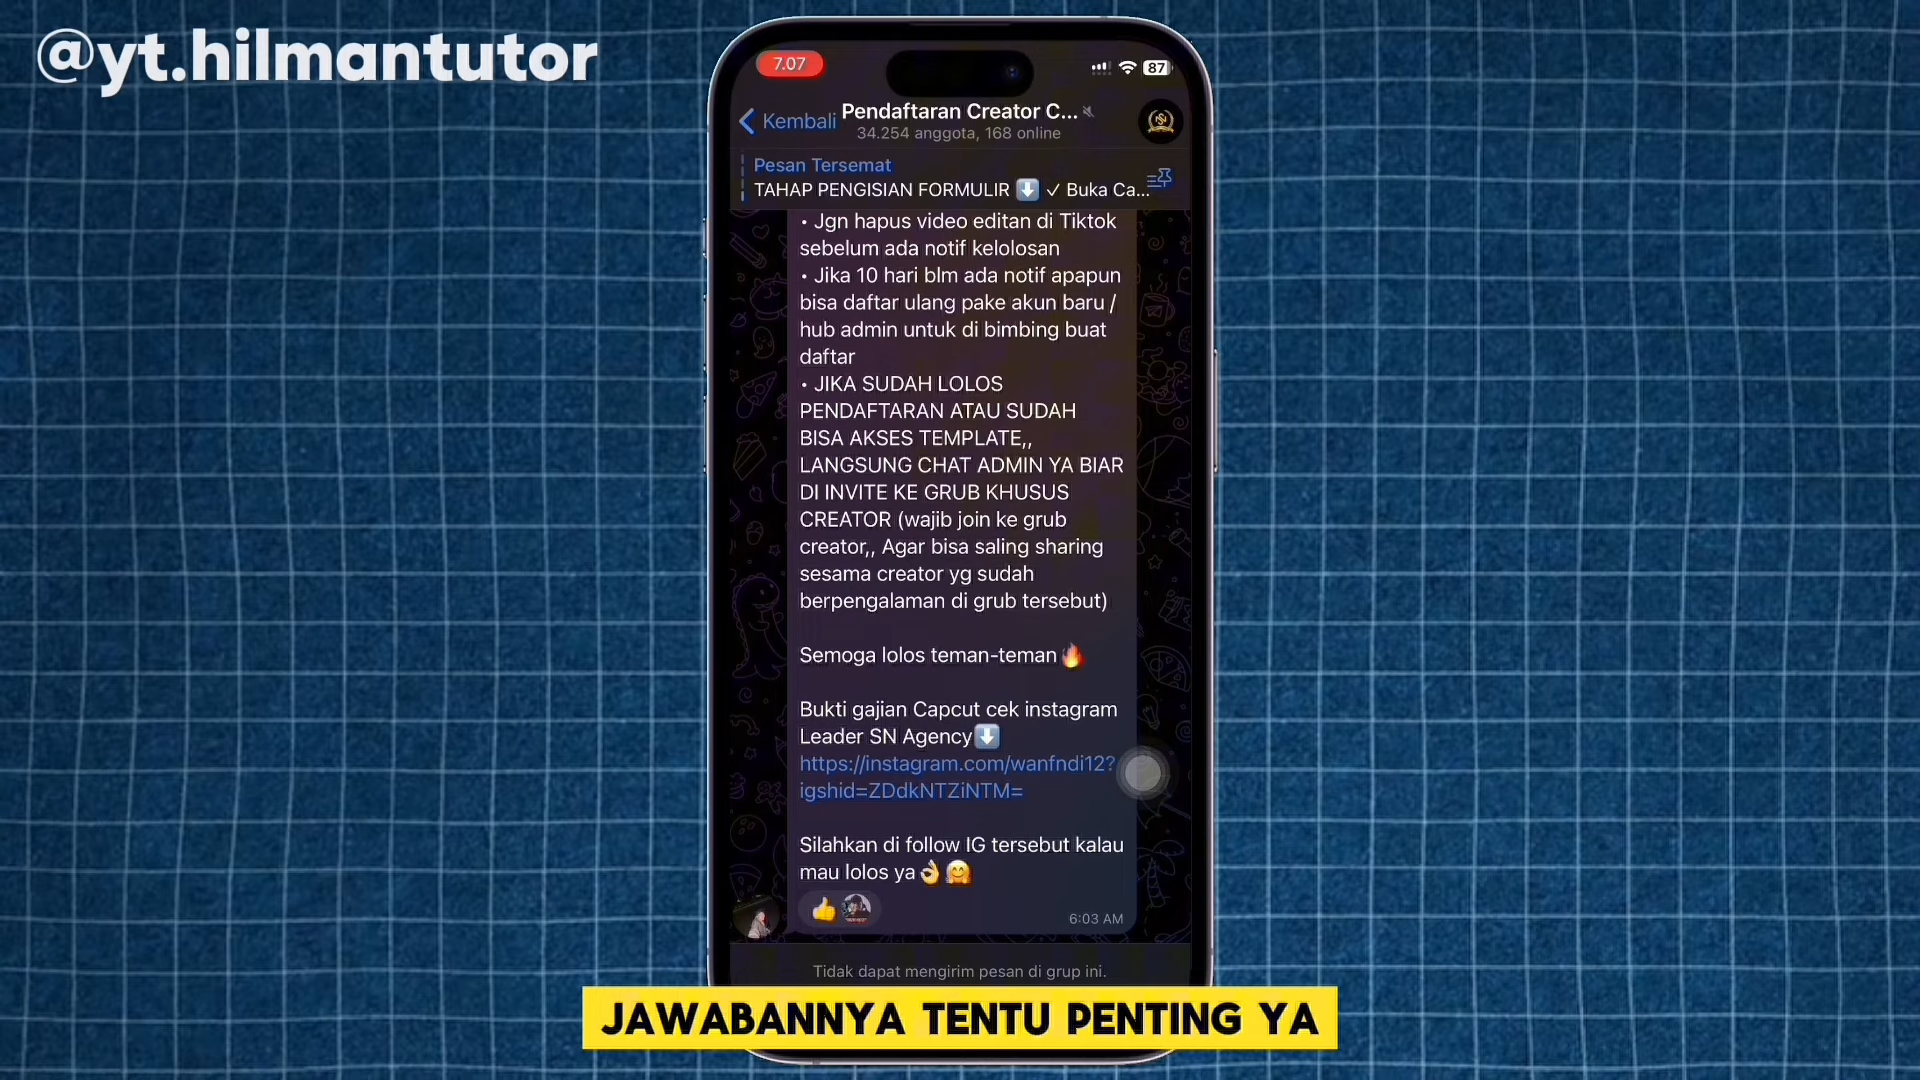 @yt.hilmantutor
7.07
87
Kembali
Pendaftaran Creator C...
34.254 anggota, 168 online
Pesan Tersemat
TAHAP PENGISIAN FORMULIR ⬇️ ✓ Buka Ca...
• Jgn hapus video editan di Tiktok
sebelum ada notif kelolosan
• Jika 10 hari blm ada notif apapun
bisa daftar ulang pake akun baru /
hub admin untuk di bimbing buat
daftar
• JIKA SUDAH LOLOS
PENDAFTARAN ATAU SUDAH
BISA AKSES TEMPLATE,,
LANGSUNG CHAT ADMIN YA BIAR
DI INVITE KE GRUB KHUSUS
CREATOR (wajib join ke grub
creator,, Agar bisa saling sharing
sesama creator yg sudah
berpengalaman di grub tersebut)
Semoga lolos teman-teman🔥
Bukti gajian Capcut cek instagram
Leader SN Agency⬇️
https://instagram.com/wanfndi12?
igshid=ZDdkNTZiNTM=
Silahkan di follow IG tersebut kalau
mau lolos ya👌🤗
6:03 AM
Tidak dapat mengirim pesan di grup ini.
JAWABANNYA TENTU PENTING YA